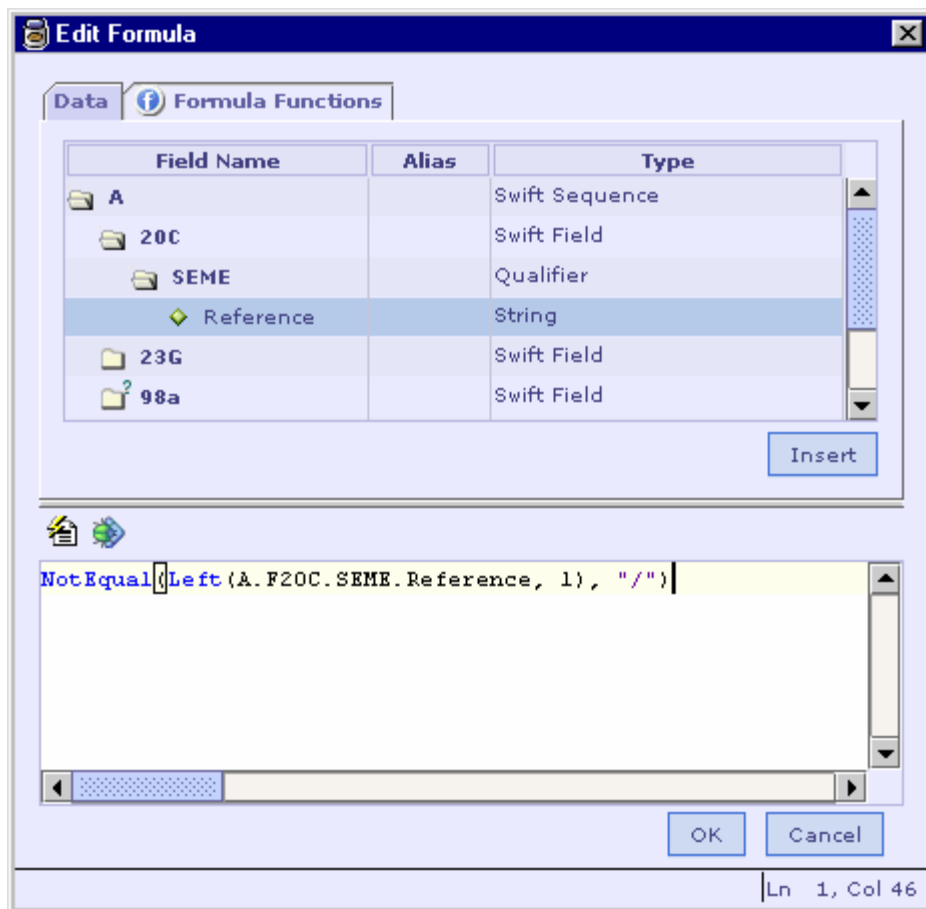 Edit Formula
Data Formula Functions
Field Name Alias Type
A Swift Sequence
20C Swift Field
SEME Qualifier
Reference String
23G Swift Field
98a Swift Field
Insert
NotEqual(Left(A.F20C.SEME.Reference, 1), "/")
OK Cancel
Ln 1, Col 46